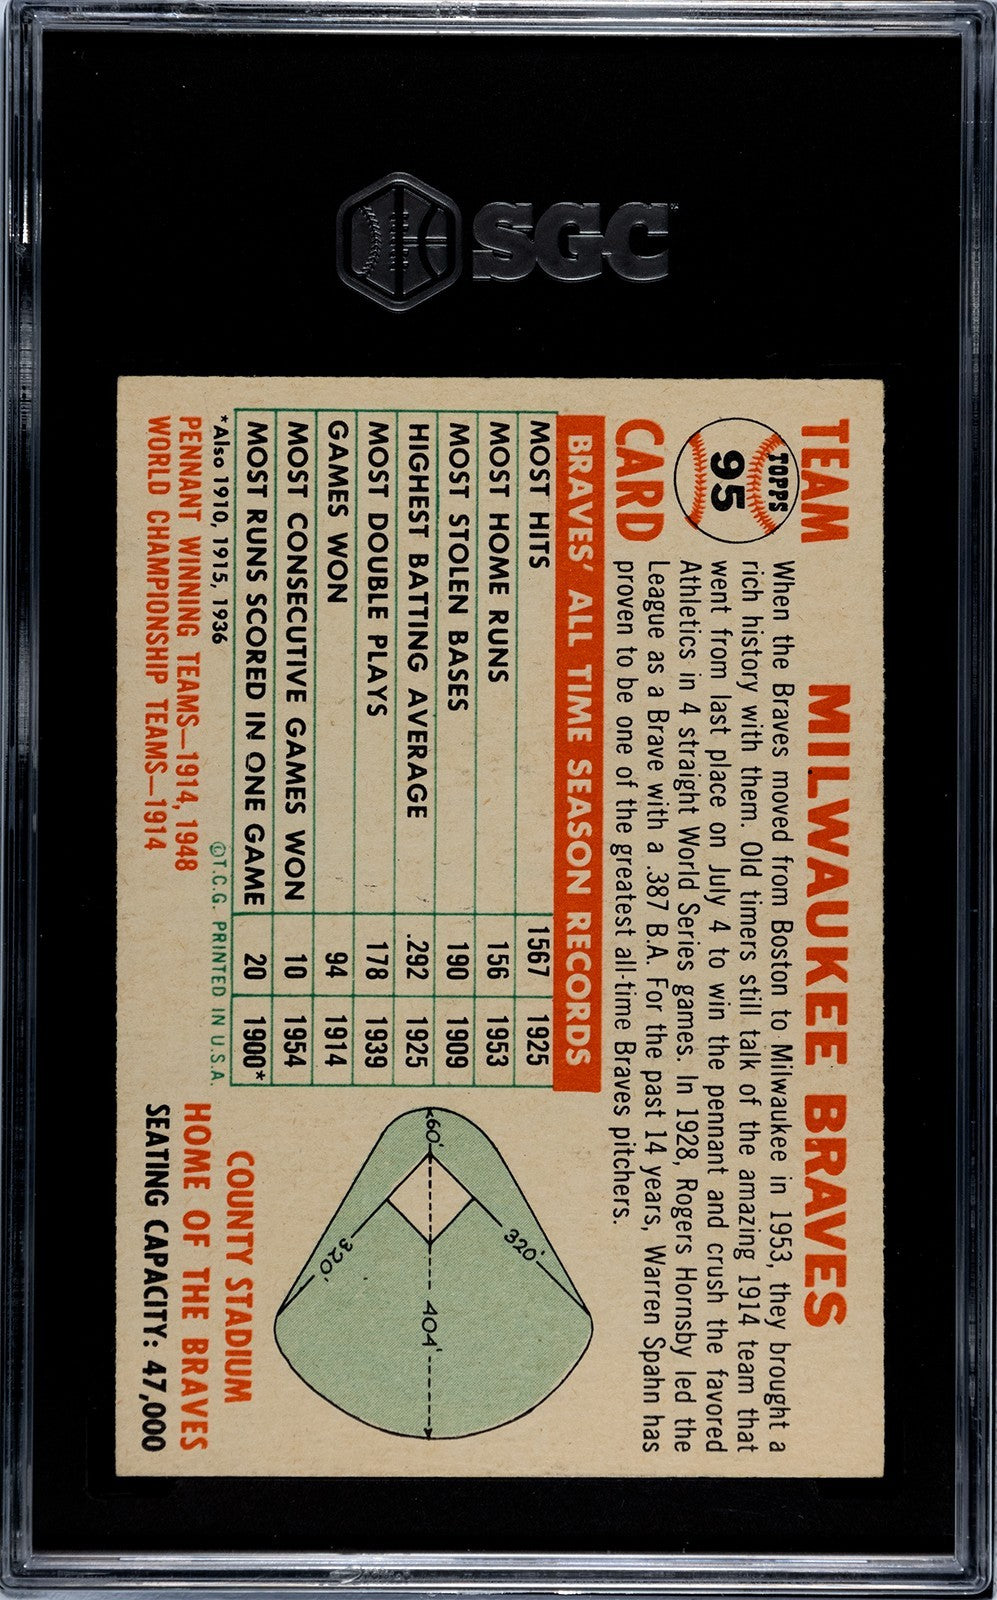 SGC
TEAM
TOPPS
95
CARD
MILWAUKEE BRAVES
When the Braves moved from Boston to Milwaukee in 1953, they brought a
rich history with them. Old timers still talk of the amazing 1914 team that
went from last place on July 4 to win the pennant and crush the favored
Athletics in 4 straight World Series games. In 1928, Rogers Hornsby led the
League as a Brave with a .387 B.A. For the past 14 years, Warren Spahn has
proven to be one of the greatest all-time Braves pitchers.
BRAVES' ALL TIME SEASON RECORDS
MOST HITS 1567 1925
MOST HOME RUNS 156 1953
MOST STOLEN BASES 190 1909
HIGHEST BATTING AVERAGE .292 1925
MOST DOUBLE PLAYS 178 1939
GAMES WON 94 1914
MOST CONSECUTIVE GAMES WON 10 1954
MOST RUNS SCORED IN ONE GAME 20 1900*
*Also 1910, 1915, 1936
©T.C.G. PRINTED IN U.S.A.
PENNANT WINNING TEAMS—1914, 1948
WORLD CHAMPIONSHIP TEAMS—1914
320'
60'
404'
320'
COUNTY STADIUM
HOME OF THE BRAVES
SEATING CAPACITY: 47,000